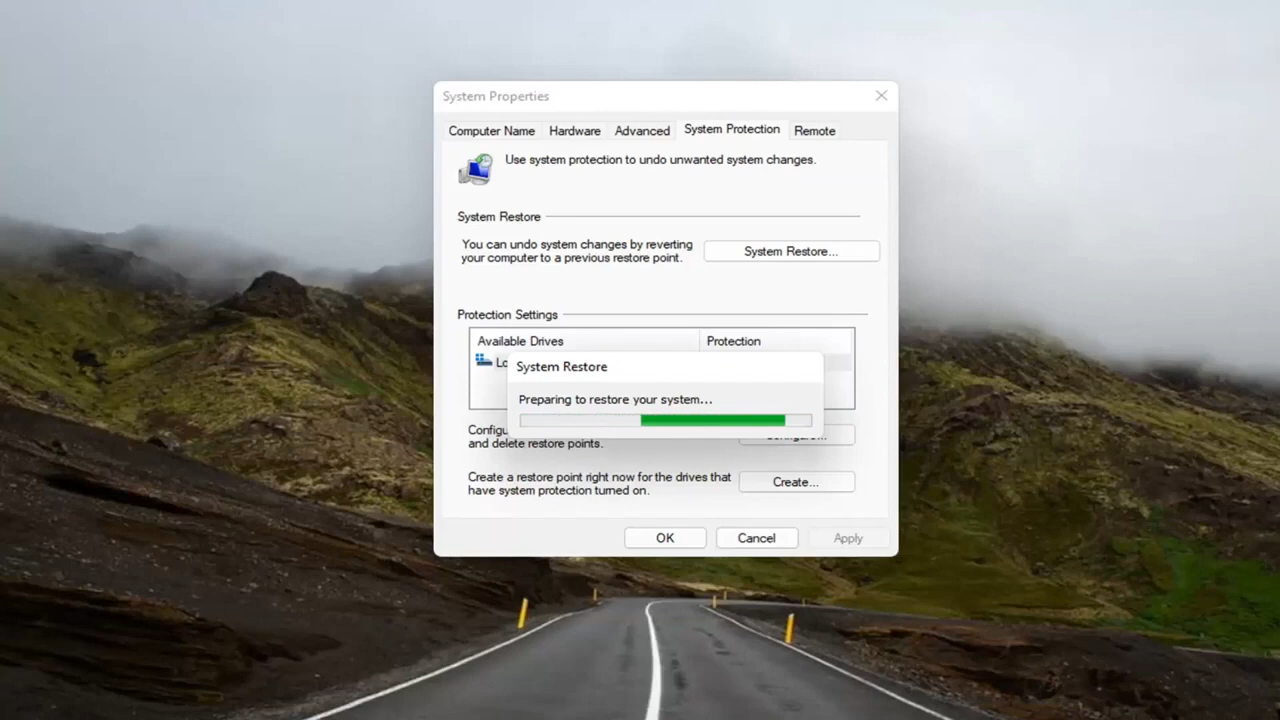 System Properties
Computer Name Hardware Advanced System Protection Remote
Use system protection to undo unwanted system changes.
System Restore
You can undo system changes by reverting
your computer to a previous restore point.
System Restore...
Protection Settings
Available Drives Protection
System Restore
Preparing to restore your system...
and delete restore points.
Create a restore point right now for the drives that
have system protection turned on.
Create...
OK Cancel Apply